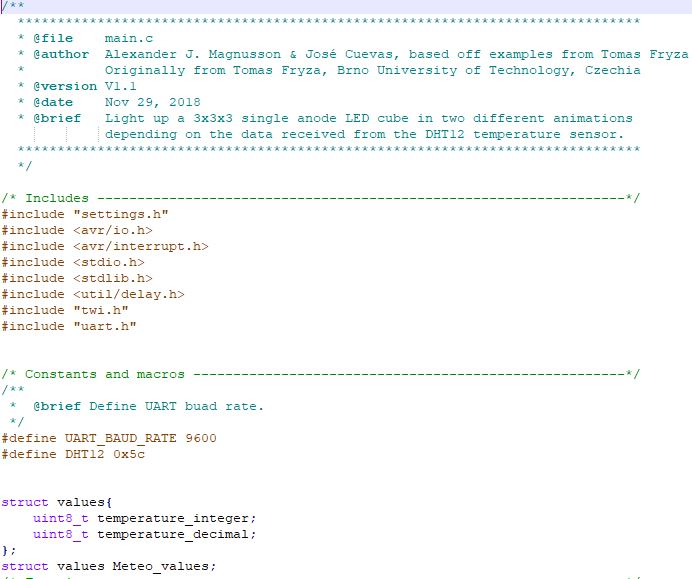 /**
********************************************************************************
* @file    main.c
* @author  Alexander J. Magnusson & José Cuevas, based off examples from Tomas Fryza
*          Originally from Tomas Fryza, Brno University of Technology, Czechia
* @version V1.1
* @date    Nov 29, 2018
* @brief   Light up a 3x3x3 single anode LED cube in two different animations
depending on the data received from the DHT12 temperature sensor.
********************************************************************************
*/
/* Includes ------------------------------------------------------------------*/
#include "settings.h"
#include <avr/io.h>
#include <avr/interrupt.h>
#include <stdio.h>
#include <stdlib.h>
#include <util/delay.h>
#include "twi.h"
#include "uart.h"
/* Constants and macros ------------------------------------------------------*/
/**
*  @brief Define UART buad rate.
*/
#define UART_BAUD_RATE 9600
#define DHT12 0x5c
struct values{
uint8_t temperature_integer;
uint8_t temperature_decimal;
};
struct values Meteo_values;